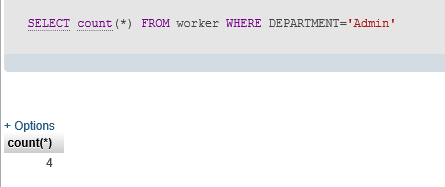 SELECT count(*) FROM worker WHERE DEPARTMENT='Admin'
+ Options
count(*)
4